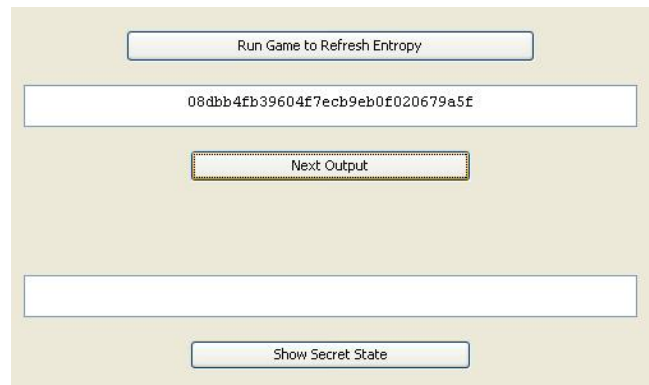 Run Game to Refresh Entropy
08dbb4fb39604f7ecb9eb0f020679a5f
Next Output
Show Secret State